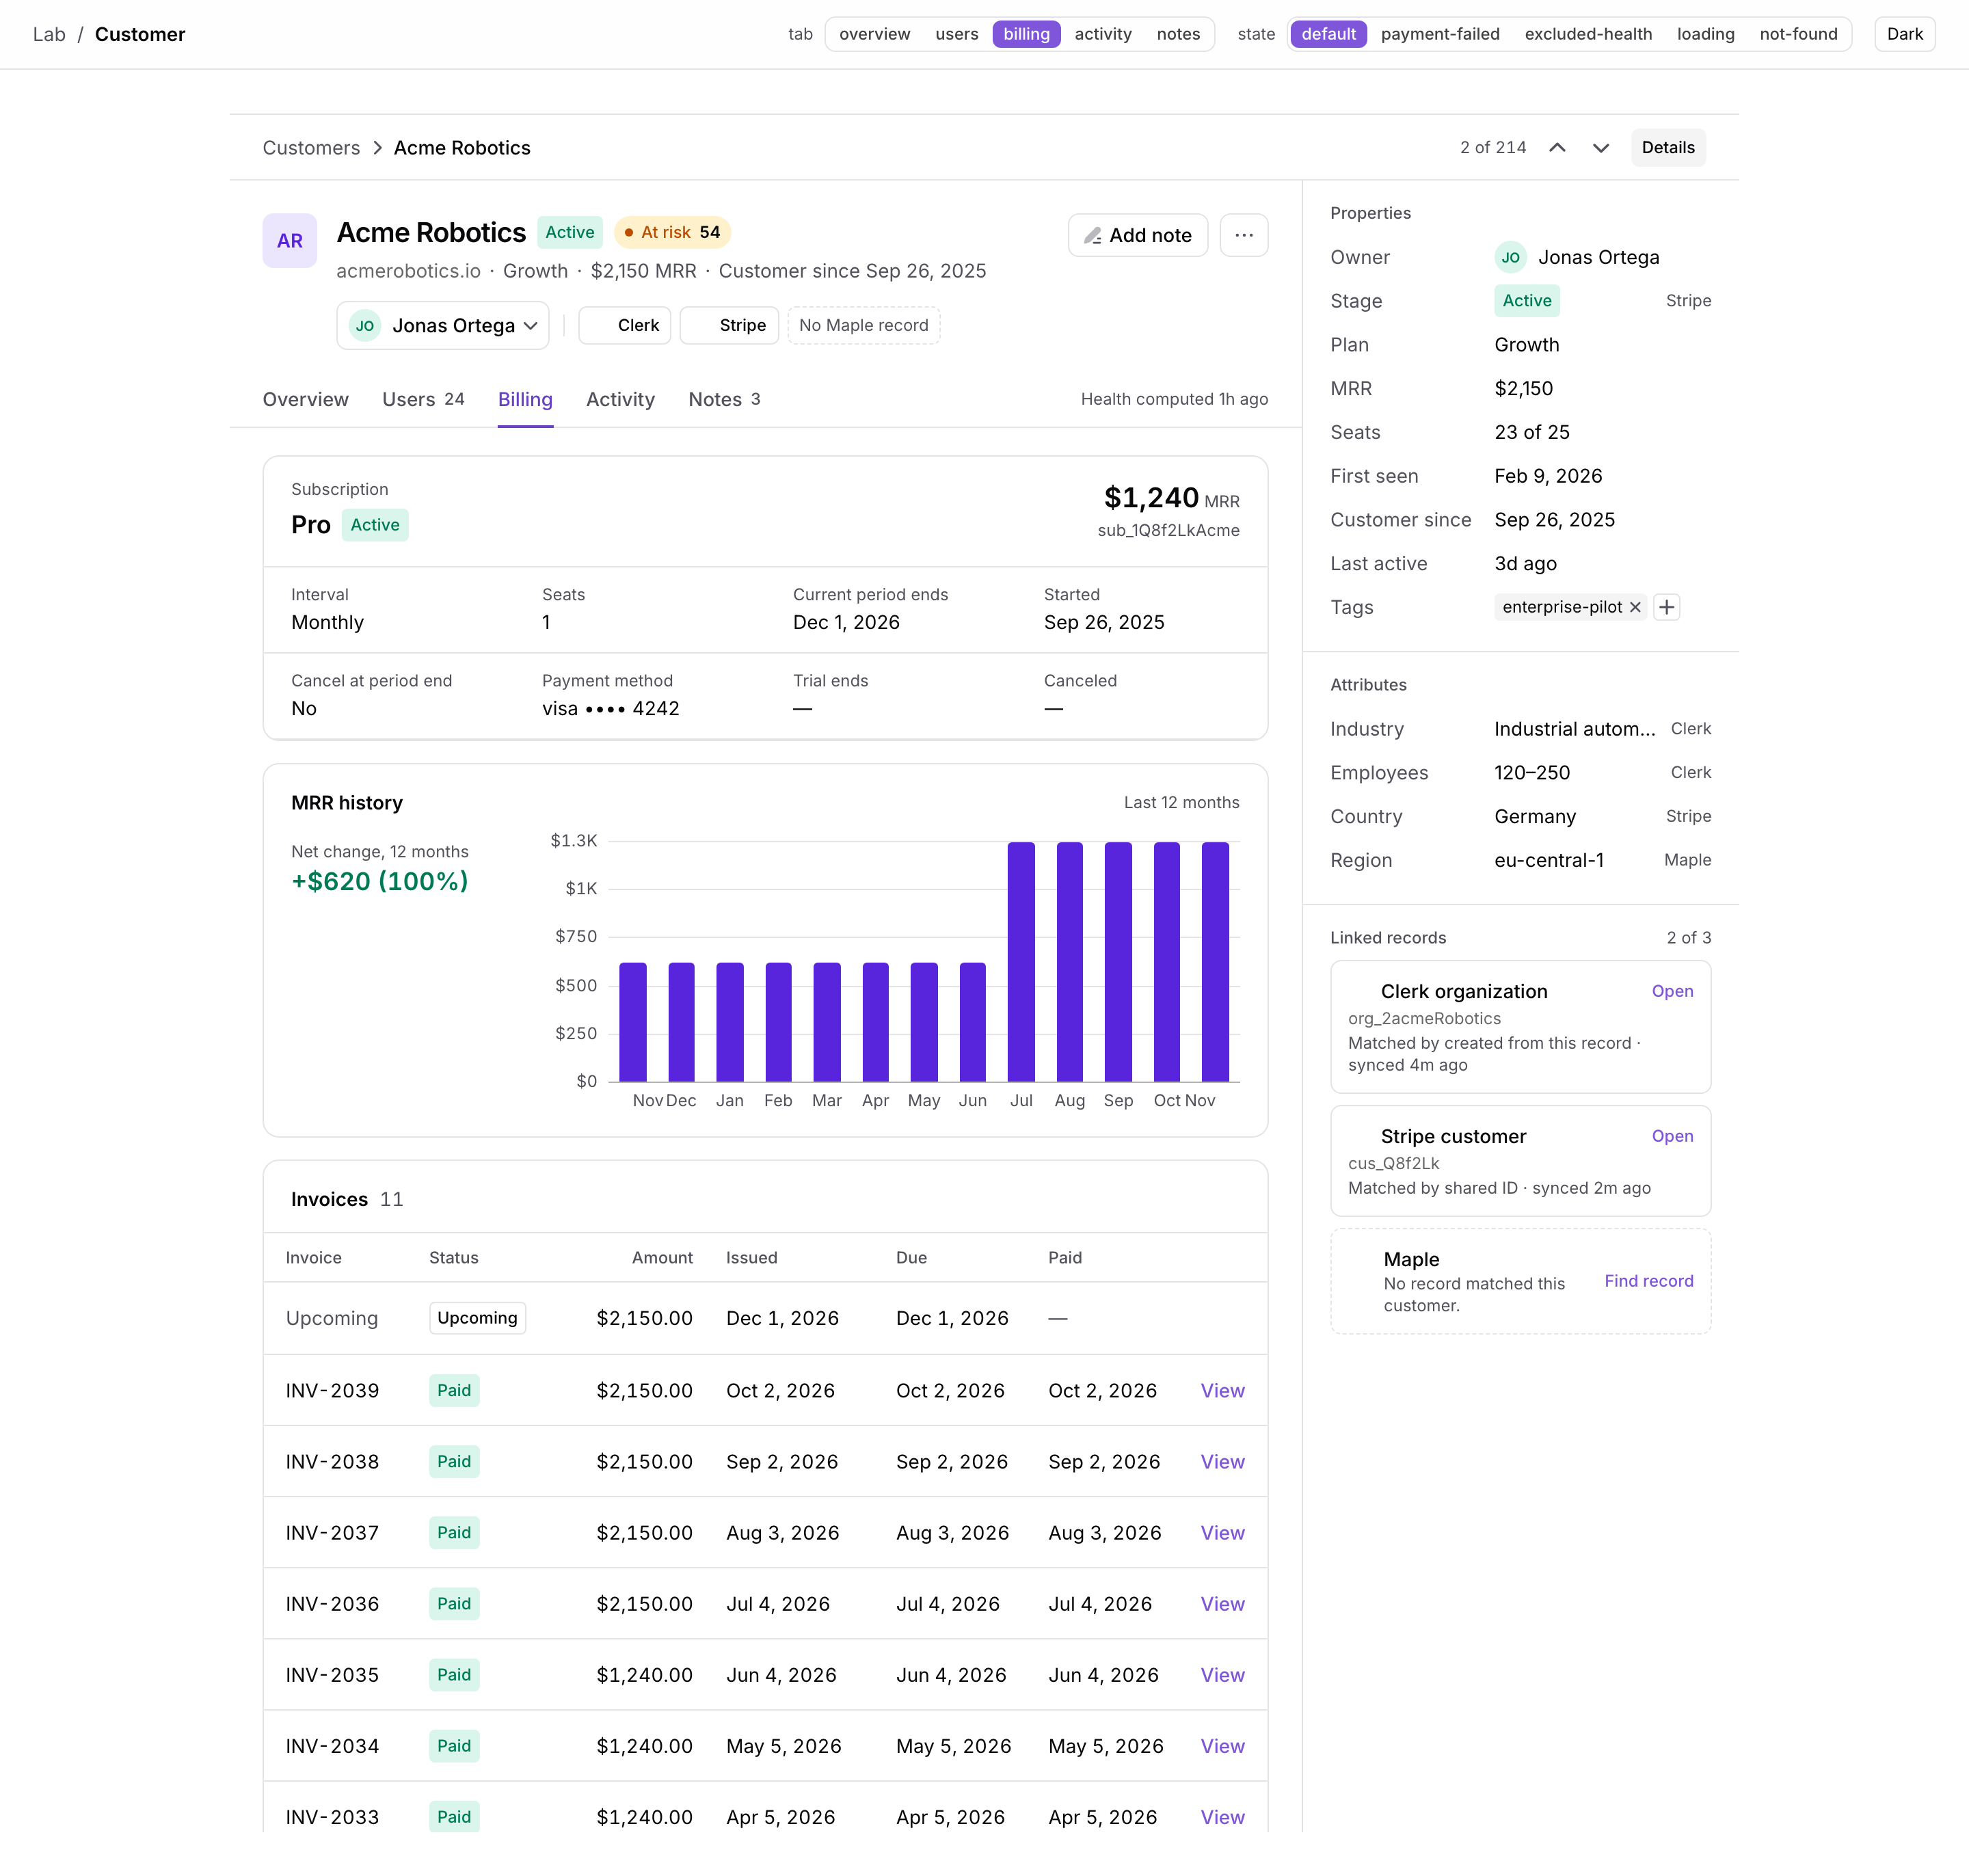 Lab / Customer
tab overview users billing activity notes state default payment-failed excluded-health loading not-found Dark
Customers > Acme Robotics
2 of 214 Details
AR
Acme Robotics Active At risk 54
acmerobotics.io · Growth · $2,150 MRR · Customer since Sep 26, 2025
Add note ···
JO Jonas Ortega Clerk Stripe No Maple record
Overview Users 24 Billing Activity Notes 3 Health computed 1h ago
Subscription
Pro Active
$1,240 MRR
sub_1Q8f2LkAcme
Interval Seats Current period ends Started
Monthly 1 Dec 1, 2026 Sep 26, 2025
Cancel at period end Payment method Trial ends Canceled
No visa •••• 4242 — —
MRR history Last 12 months
Net change, 12 months
+$620 (100%)
$1.3K
$1K
$750
$500
$250
$0
Nov Dec Jan Feb Mar Apr May Jun Jul Aug Sep Oct Nov
Invoices 11
Invoice Status Amount Issued Due Paid
Upcoming Upcoming $2,150.00 Dec 1, 2026 Dec 1, 2026 —
INV-2039 Paid $2,150.00 Oct 2, 2026 Oct 2, 2026 Oct 2, 2026 View
INV-2038 Paid $2,150.00 Sep 2, 2026 Sep 2, 2026 Sep 2, 2026 View
INV-2037 Paid $2,150.00 Aug 3, 2026 Aug 3, 2026 Aug 3, 2026 View
INV-2036 Paid $2,150.00 Jul 4, 2026 Jul 4, 2026 Jul 4, 2026 View
INV-2035 Paid $1,240.00 Jun 4, 2026 Jun 4, 2026 Jun 4, 2026 View
INV-2034 Paid $1,240.00 May 5, 2026 May 5, 2026 May 5, 2026 View
INV-2033 Paid $1,240.00 Apr 5, 2026 Apr 5, 2026 Apr 5, 2026 View
Properties
Owner JO Jonas Ortega
Stage Active Stripe
Plan Growth
MRR $2,150
Seats 23 of 25
First seen Feb 9, 2026
Customer since Sep 26, 2025
Last active 3d ago
Tags enterprise-pilot × +
Attributes
Industry Industrial autom... Clerk
Employees 120–250 Clerk
Country Germany Stripe
Region eu-central-1 Maple
Linked records 2 of 3
Clerk organization Open
org_2acmeRobotics
Matched by created from this record ·
synced 4m ago
Stripe customer Open
cus_Q8f2Lk
Matched by shared ID · synced 2m ago
Maple
No record matched this
customer.
Find record